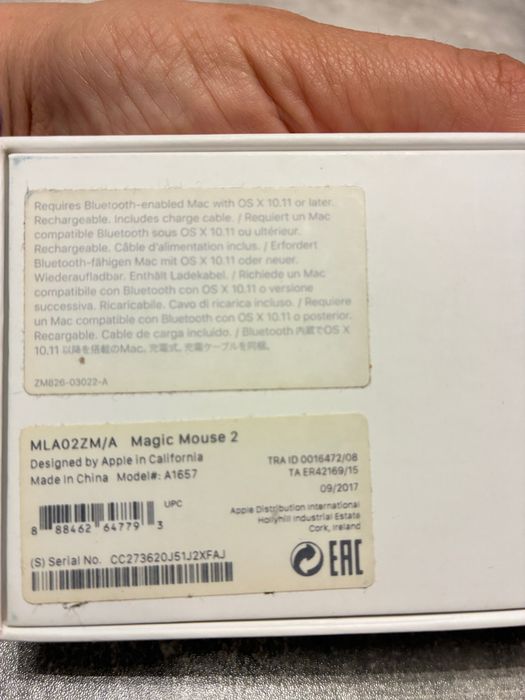 Requires Bluetooth-enabled Mac with OS X 10.11 or later.
Rechargeable. Includes charge cable. / Requiert un Mac
compatible Bluetooth sous OS X 10.11 ou ultérieur.
Rechargeable. Câble d'alimentation inclus. / Erfordert
Bluetooth-fähigen Mac mit OS X 10.11 oder neuer.
Wiederaufladbar. Enthält Ladekabel. / Richiede un Mac
compatibile con Bluetooth con OS X 10.11 o versione
successiva. Ricaricabile. Cavo di ricarica incluso. / Requiere
un Mac compatible con Bluetooth con OS X 10.11 o posterior.
Recargable. Cable de carga incluido. / Bluetooth 内蔵でOS X
10.11 以降を搭載のMac. 充電式. 充電ケーブルを同梱.
ZM826-03022-A
MLA02ZM/A Magic Mouse 2
Designed by Apple in California
Made in China Model#: A1657
TRA ID 0016472/08
TA ER42169/15
09/2017
UPC
8 88462 64779 3
Apple Distribution International
Hollyhill Industrial Estate
Cork, Ireland
(S) Serial No. CC273620J51J2XFAJ
EAC